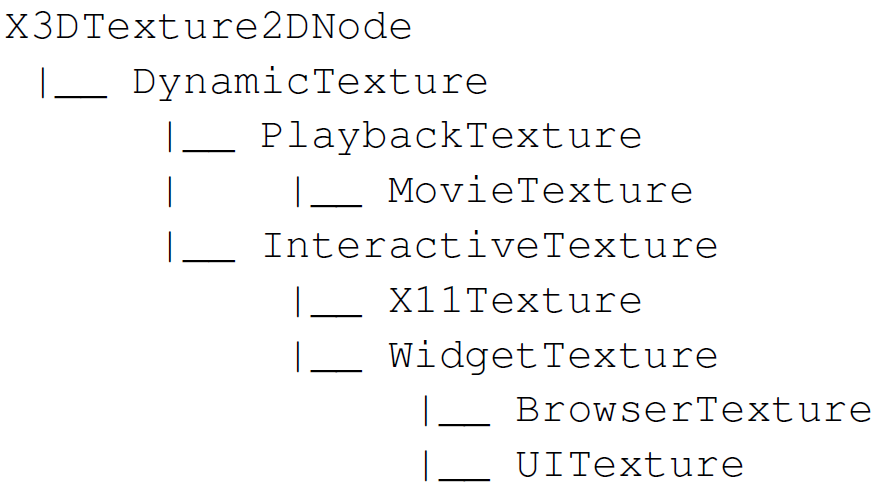 X3DTexture2DNode
 |__ DynamicTexture
     |__ PlaybackTexture
     |   |__ MovieTexture
     |__ InteractiveTexture
         |__ X11Texture
         |__ WidgetTexture
             |__ BrowserTexture
             |__ UITexture